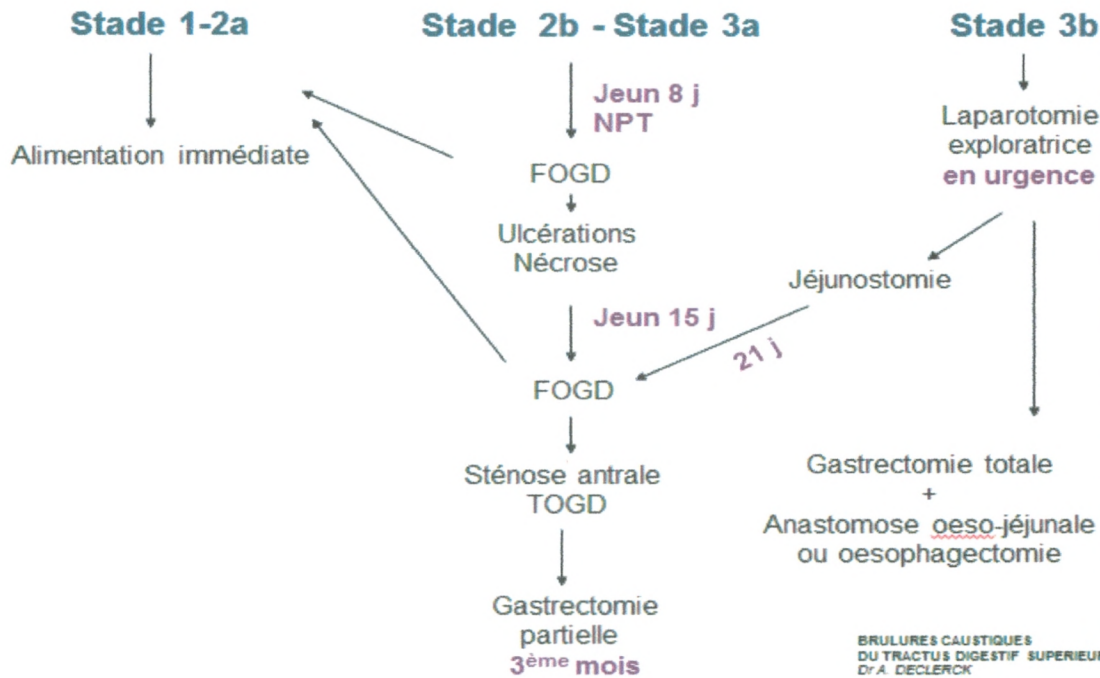 Stade 1-2a
Stade 2b - Stade 3a
Stade 3b
Jeun 8 j
NPT
Alimentation immédiate
FOGD
Laparotomie
exploratrice
en urgence
Ulcérations
Nécrose
Jéjunostomie
Jeun 15 j
21 j
FOGD
Sténose antrale
TOGD
Gastrectomie totale
+
Anastomose oeso-jéjunale
ou oesophagectomie
Gastrectomie
partielle
3ème mois
BRULURES CAUSTIQUES
DU TRACTUS DIGESTIF SUPERIEUR
Dr A. DECLERCK